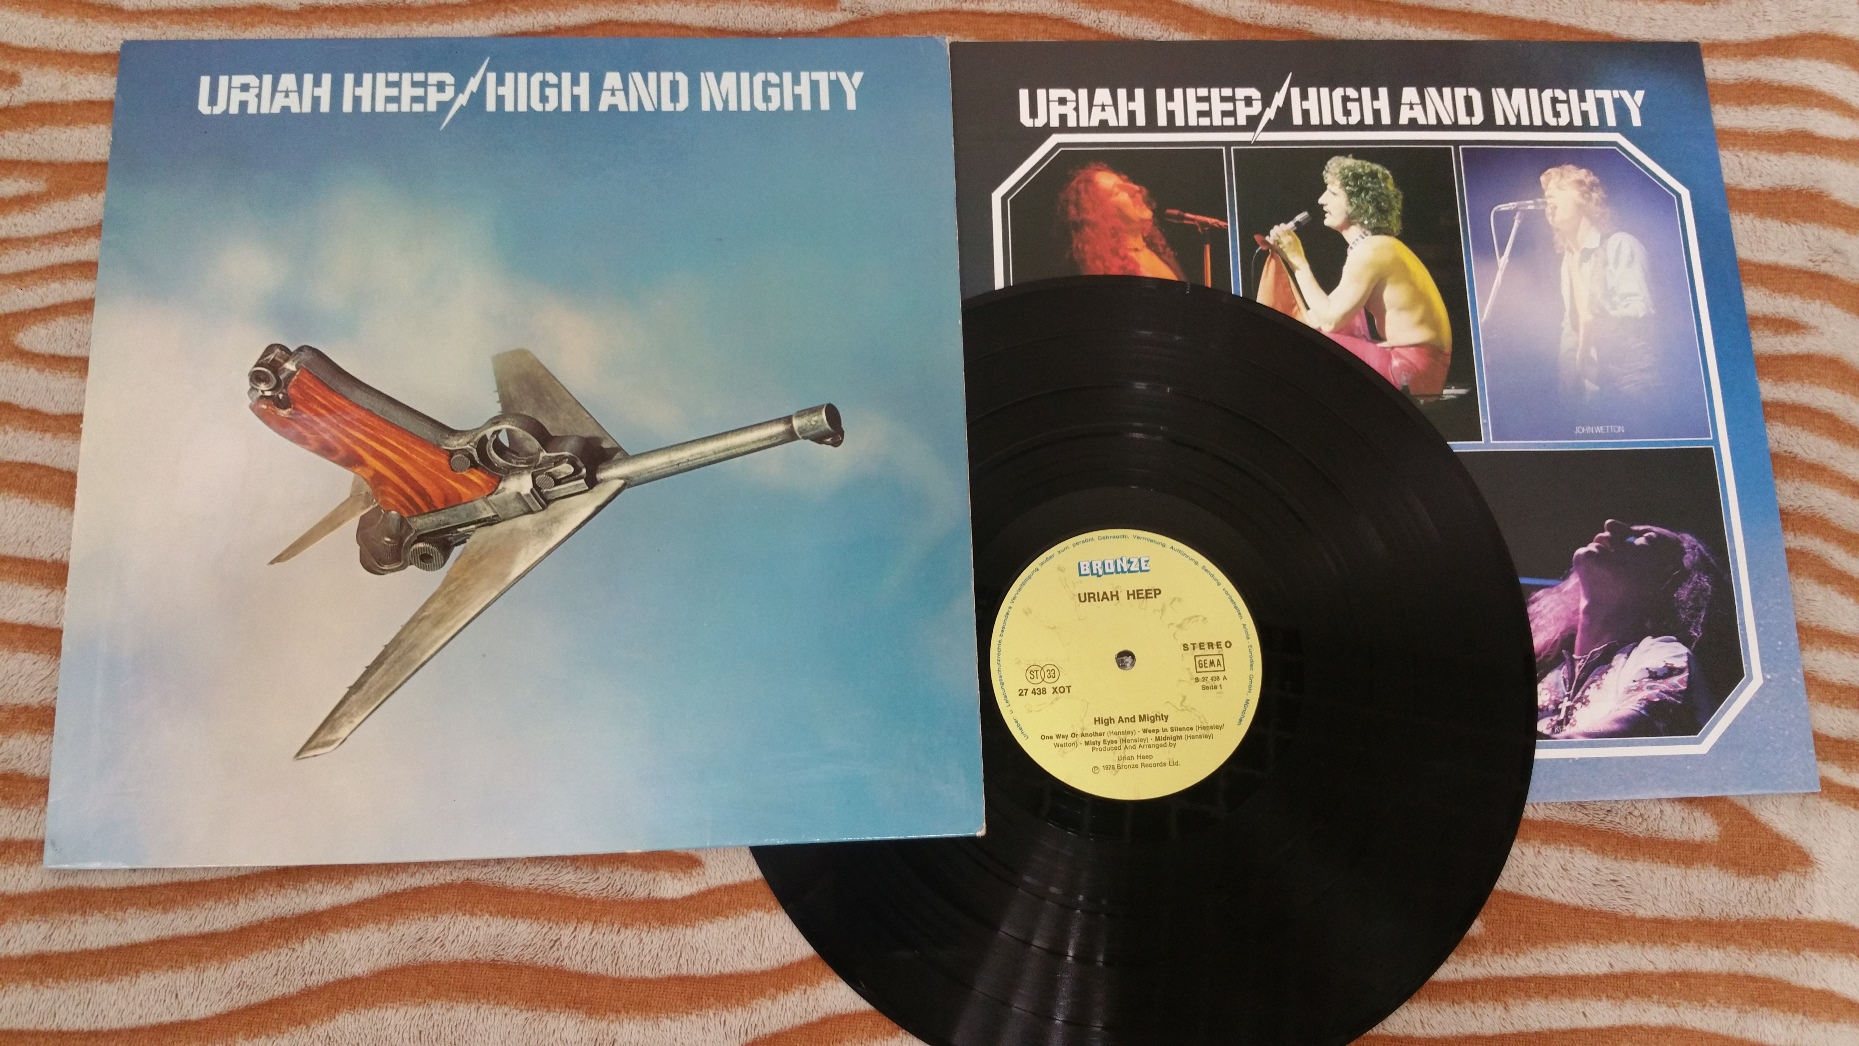 URIAH HEEP/HIGH AND MIGHTY
URIAH HEEP/HIGH AND MIGHTY
JOHN WETTON
BRONZE
URIAH HEEP
STEREO
GEMA
ST 33
27 438 XOT
S 27 438 A
Seite 1
High And Mighty
One Way Or Another (Hensley) - Weep In Silence (Hensley/
Wetton) - Misty Eyes (Hensley) - Midnight (Hensley)
Produced And Arranged by
Uriah Heep
© 1976 Bronze Records Ltd.